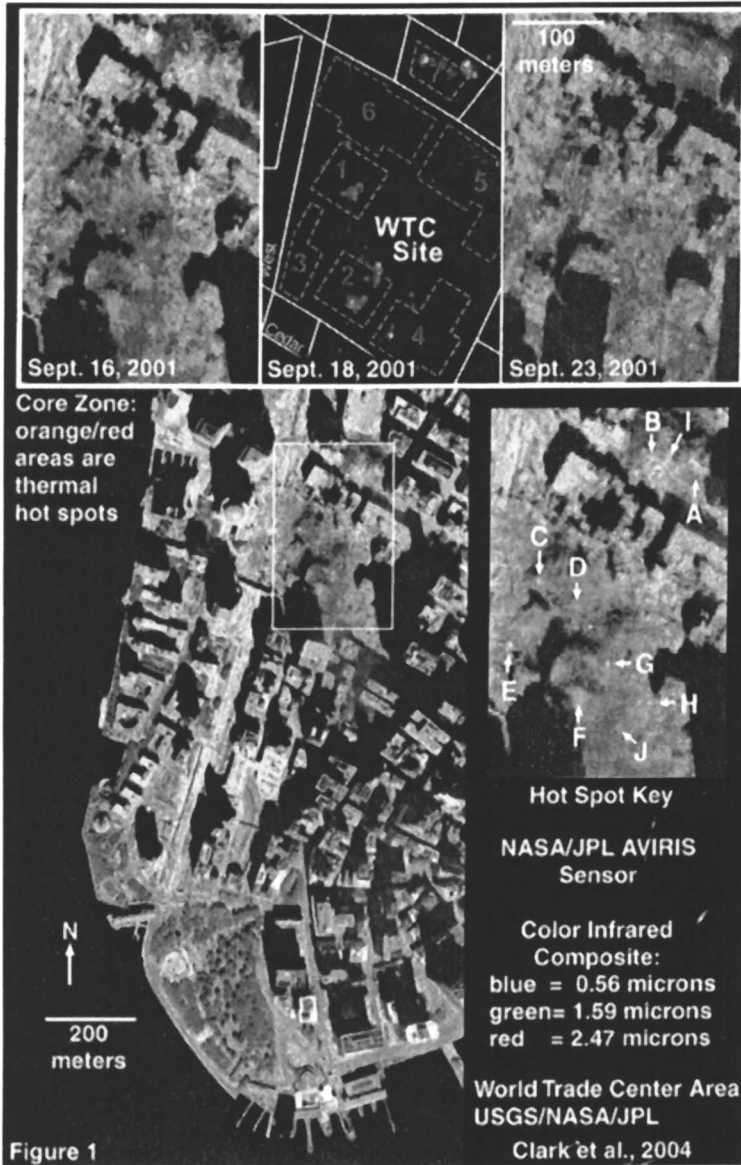 100
meters
7
6
1
5
WTC
Site
3
2
4
West
Cedar
Sept. 16, 2001
Sept. 18, 2001
Sept. 23, 2001
Core Zone:
orange/red
areas are
thermal
hot spots
B I
A
C
D
G
E
H
F
J
Hot Spot Key
NASA/JPL AVIRIS
Sensor
Color Infrared
Composite:
blue = 0.56 microns
green= 1.59 microns
red = 2.47 microns
N
200
meters
World Trade Center Area
USGS/NASA/JPL
Figure 1
Clark et al., 2004